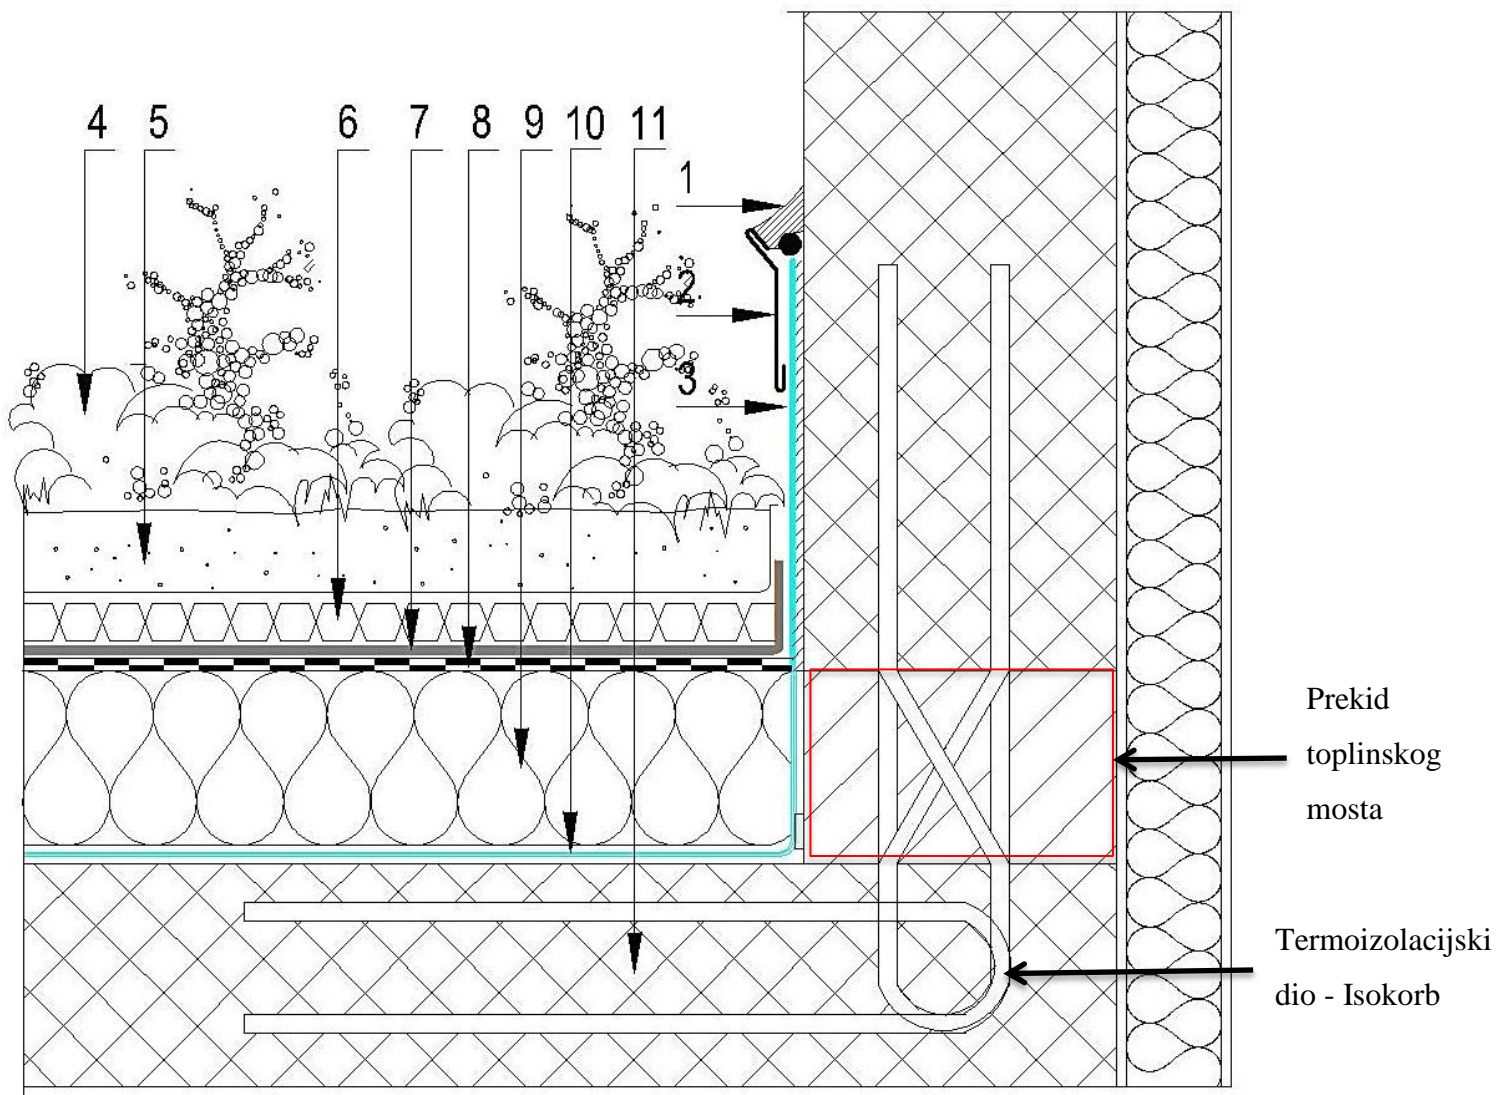 4 5 6 7 8 9 10 11
1
2
3
Prekid
toplinskog
mosta
Termoizolacijski
dio - Isokorb